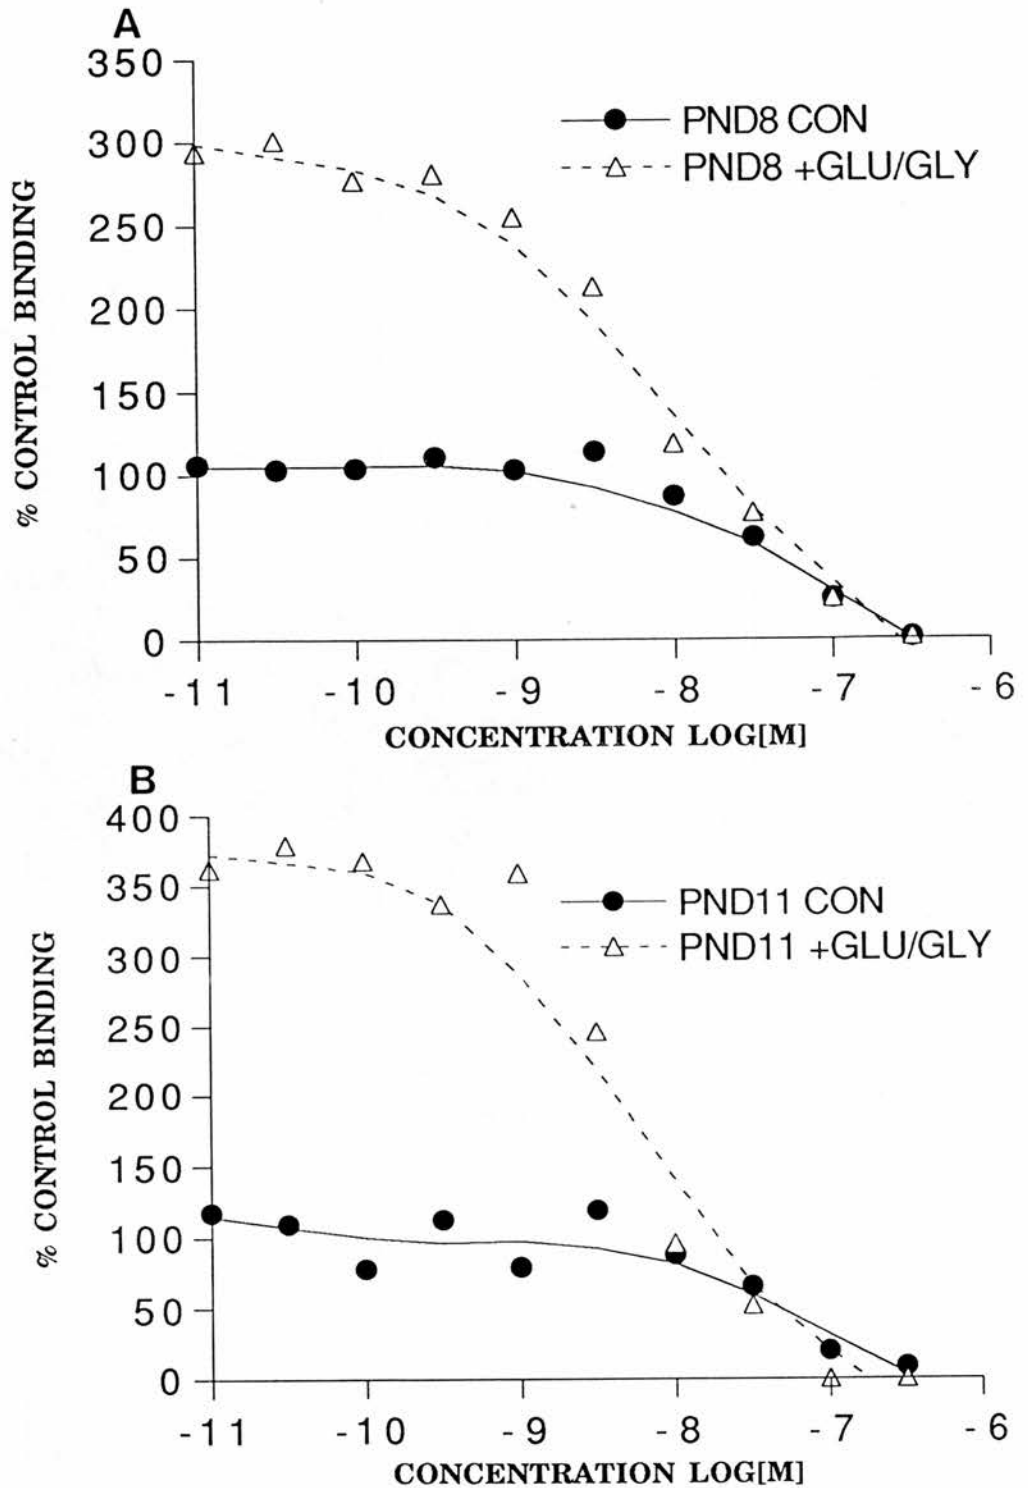 A
350
300
250
200
150
100
50
0
% CONTROL BINDING
PND8 CON
PND8 +GLU/GLY
-11 -10 -9 -8 -7 -6
CONCENTRATION LOG[M]
B
400
350
300
250
200
150
100
50
0
% CONTROL BINDING
PND11 CON
PND11 +GLU/GLY
-11 -10 -9 -8 -7 -6
CONCENTRATION LOG[M]